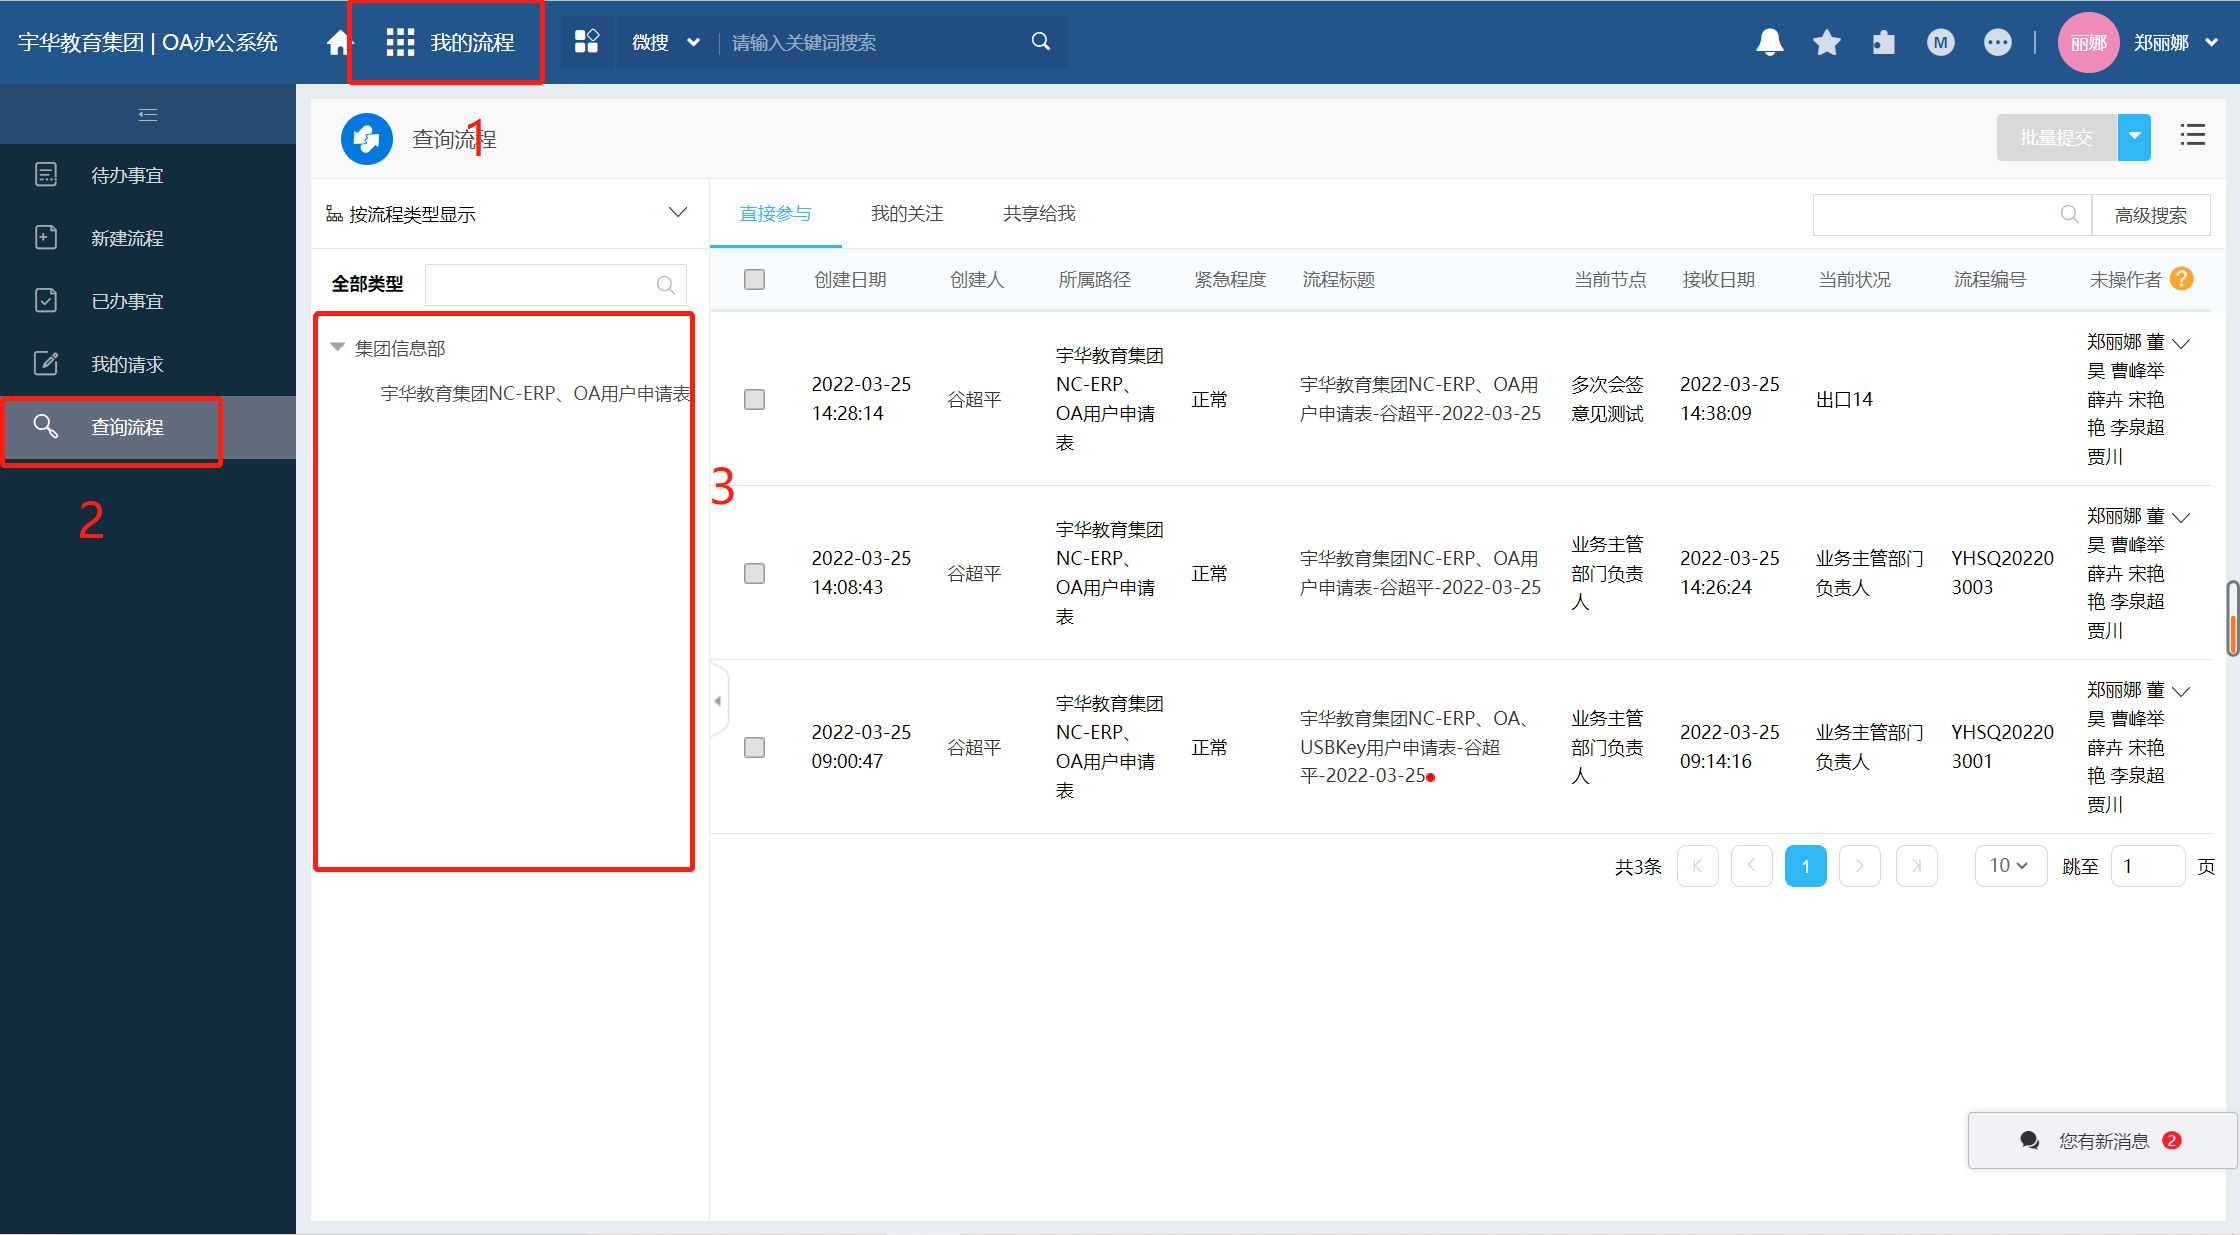 宇华教育集团 | OA办公系统
我的流程
微搜
请输入关键词搜索
M
丽娜
郑丽娜
待办事宜
新建流程
已办事宜
我的请求
查询流程
2
查询流程
1
批量提交
按流程类型显示
直接参与
我的关注
共享给我
高级搜索
全部类型
集团信息部
宇华教育集团NC-ERP、OA用户申请表
3
创建日期 创建人 所属路径 紧急程度 流程标题 当前节点 接收日期 当前状况 流程编号 未操作者 ?
2022-03-25
14:28:14
谷超平
宇华教育集团
NC-ERP、
OA用户申请
表
正常
宇华教育集团NC-ERP、OA用
户申请表-谷超平-2022-03-25
多次会签
意见测试
2022-03-25
14:38:09
出口14
郑丽娜 董
昊 曹峰举
薛卉 宋艳
艳 李泉超
贾川
2022-03-25
14:08:43
谷超平
宇华教育集团
NC-ERP、
OA用户申请
表
正常
宇华教育集团NC-ERP、OA用
户申请表-谷超平-2022-03-25
业务主管
部门负责
人
2022-03-25
14:26:24
业务主管部门
负责人
YHSQ20220
3003
郑丽娜 董
昊 曹峰举
薛卉 宋艳
艳 李泉超
贾川
2022-03-25
09:00:47
谷超平
宇华教育集团
NC-ERP、
OA用户申请
表
正常
宇华教育集团NC-ERP、OA、
USBKey用户申请表-谷超
平-2022-03-25
业务主管
部门负责
人
2022-03-25
09:14:16
业务主管部门
负责人
YHSQ20220
3001
郑丽娜 董
昊 曹峰举
薛卉 宋艳
艳 李泉超
贾川
共3条 1 10 跳至 1 页
您有新消息 2